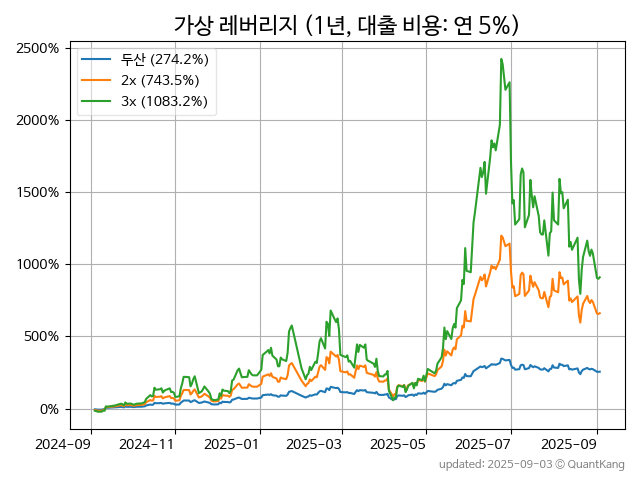 가상 레버리지 (1년, 대출 비용: 연 5%)
2500%
2000%
1500%
1000%
500%
0%
두산 (274.2%)
2x (743.5%)
3x (1083.2%)
2024-09 2024-11 2025-01 2025-03 2025-05 2025-07 2025-09
updated: 2025-09-03 © QuantKang